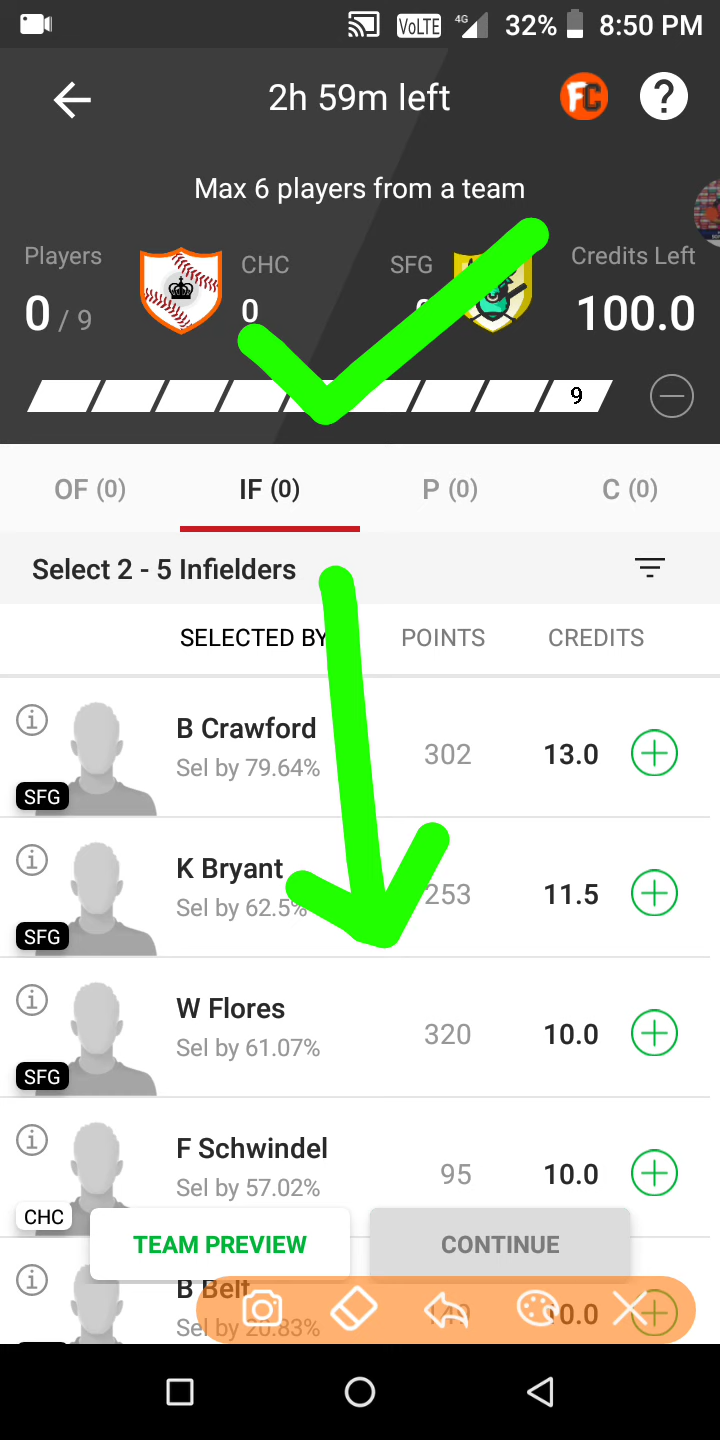 VoLTE 4G 32% 8:50 PM
2h 59m left FC ?
Max 6 players from a team
Players CHC SFG Credits Left
0 / 9 0 100.0
9
OF (0) IF (0) P (0) C (0)
Select 2 - 5 Infielders
SELECTED BY POINTS CREDITS
B Crawford
Sel by 79.64% 302 13.0
SFG
K Bryant
Sel by 62.5% 253 11.5
SFG
W Flores
Sel by 61.07% 320 10.0
SFG
F Schwindel
Sel by 57.02% 95 10.0
CHC
TEAM PREVIEW CONTINUE
B Belt
Sel by 20.83%